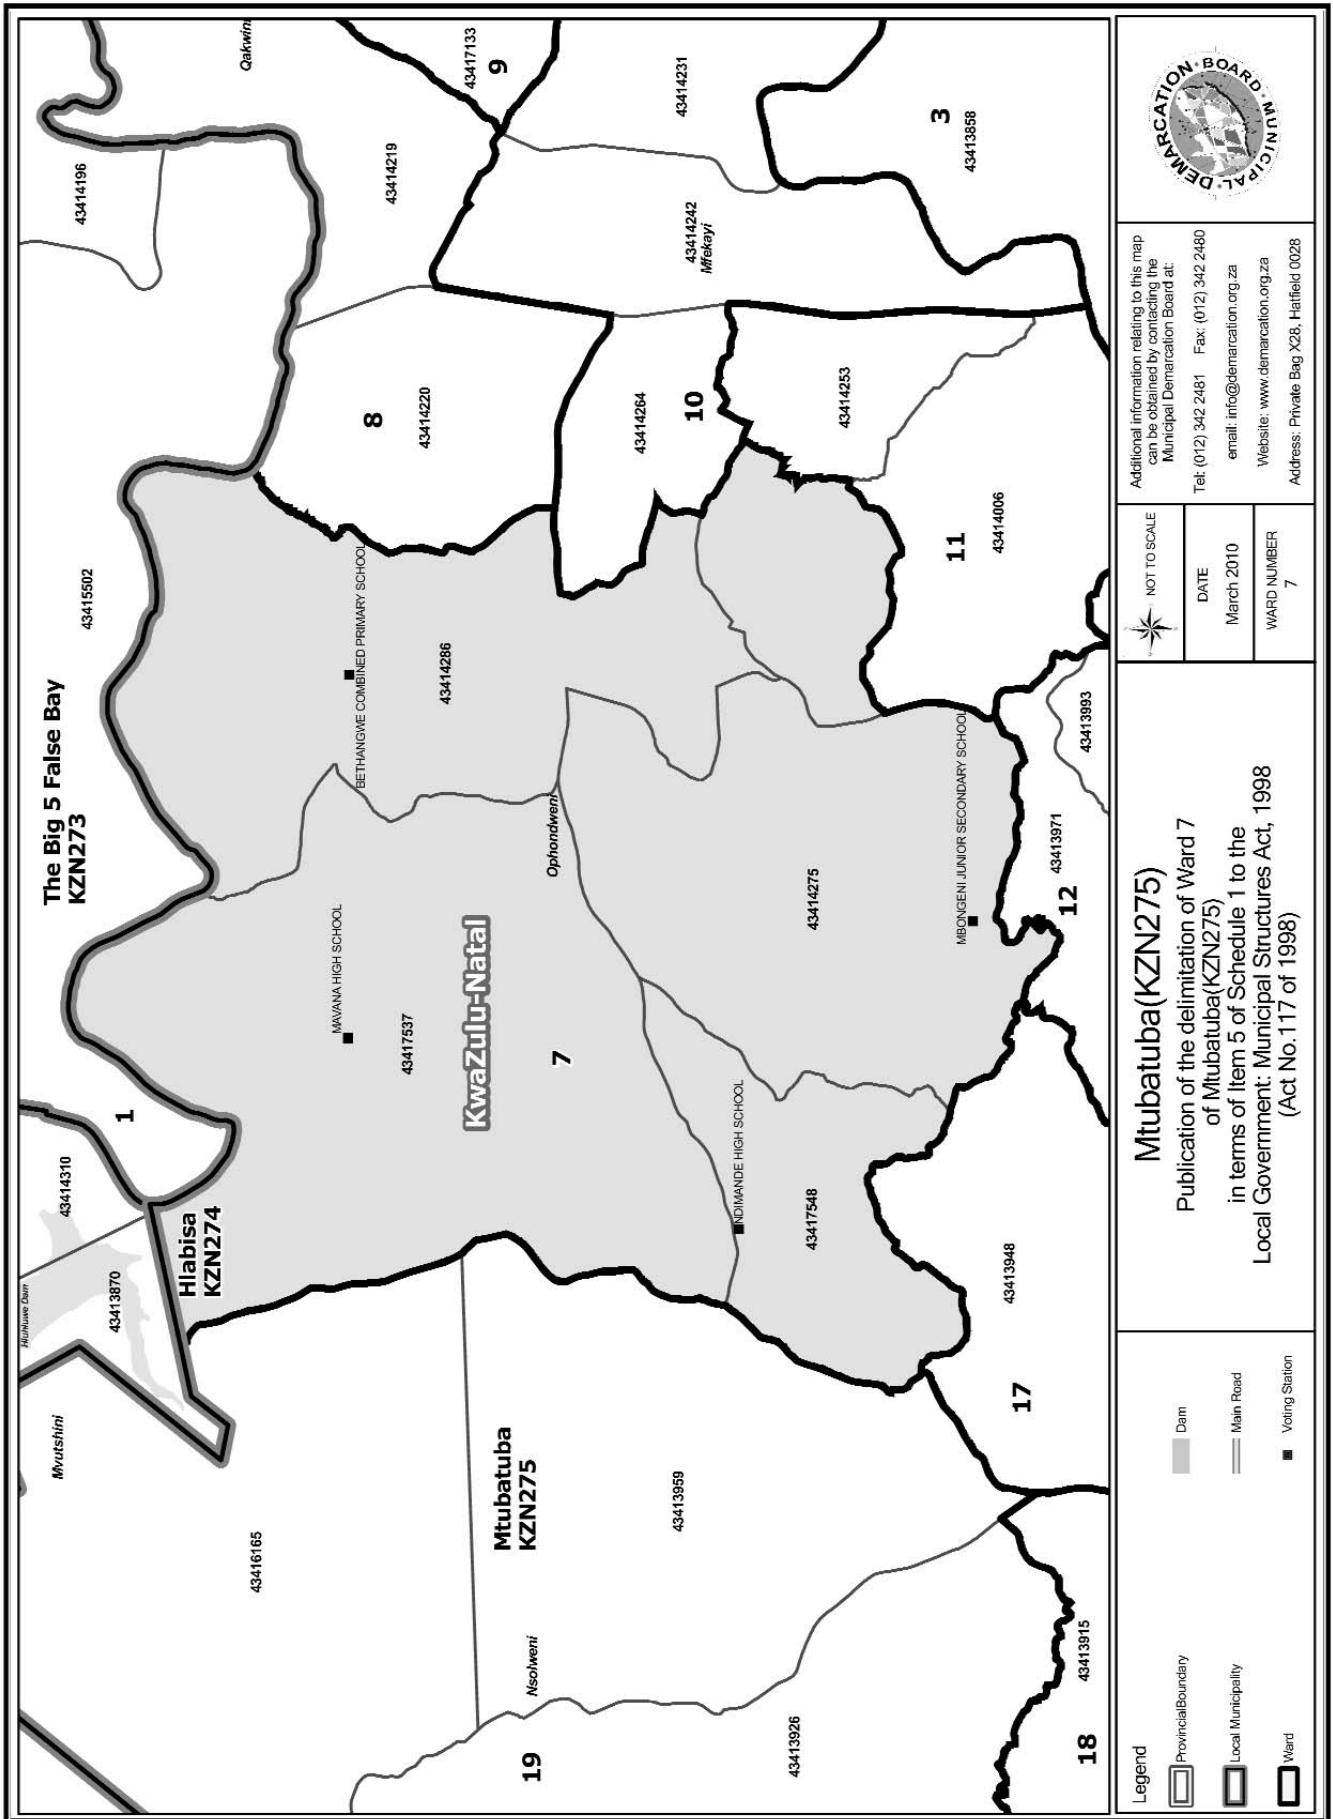 Hluhluwe Dam
Mvutshini
43413870
43414310
1
The Big 5 False Bay
KZN273
43415502
43414196
Qakwini
Hlabisa
KZN274
43416165
MAVANA HIGH SCHOOL
BETHANGWE COMBINED PRIMARY SCHOOL
8
43414220
43414219
43417133
9
43417537
43414286
KwaZulu-Natal
Mtubatuba
KZN275
Nsolweni
19
7
Ophondweni
43413959
43414264
10
43414242
Mfekayi
43414231
NDIMANDE HIGH SCHOOL
43413926
43417548
43414275
43414253
3
43413858
MBONGENI JUNIOR SECONDARY SCHOOL
11
43414006
17
43413948
12
43413971
43413993
18
43413915
Legend
ProvincialBoundary
Local Municipality
Ward
Dam
Main Road
Voting Station
Mtubatuba(KZN275)
Publication of the delimitation of Ward 7
of Mtubatuba(KZN275)
in terms of Item 5 of Schedule 1 to the
Local Government: Municipal Structures Act, 1998
(Act No.117 of 1998)
NOT TO SCALE
DATE
March 2010
WARD NUMBER
7
Additional information relating to this map
can be obtained by contacting the
Municipal Demarcation Board at:
Tel: (012) 342 2481 Fax: (012) 342 2480
email: info@demarcation.org.za
Website: www.demarcation.org.za
Address: Private Bag X28, Hatfield 0028
MUNICIPAL · DEMARCATION · BOARD ·